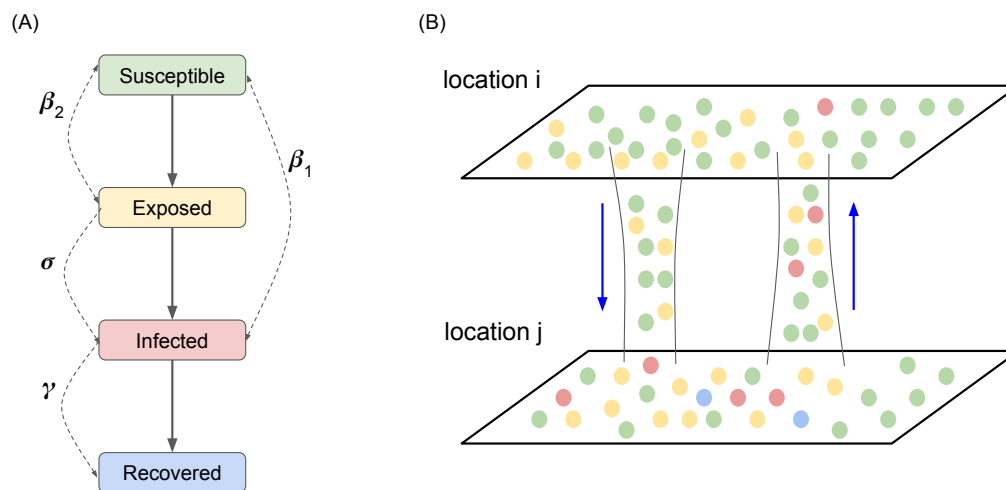 (A)
Susceptible
β2
β1
Exposed
σ
Infected
γ
Recovered
(B)
location i
location j